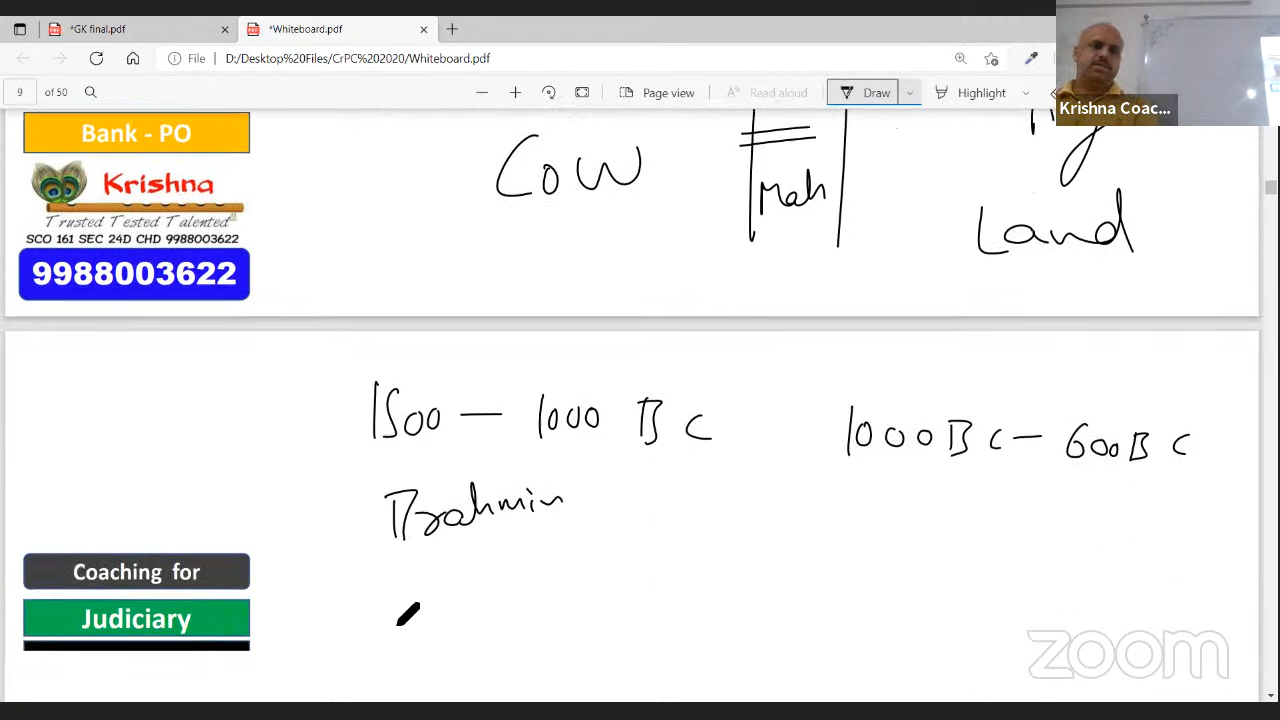 *GK final.pdf
*Whiteboard.pdf
File D:/Desktop%20Files/CrPC%202020/Whiteboard.pdf
9 of 50
Page view
Read aloud
Draw
Highlight
Krishna Coac...
Bank - PO
Krishna
Trusted Tested Talented
SCO 161 SEC 24D CHD 9988003622
9988003622
Cow
Mah
Land
1500 — 1000 BC
1000 BC — 600 BC
Brahmin
Coaching for
Judiciary
zoom